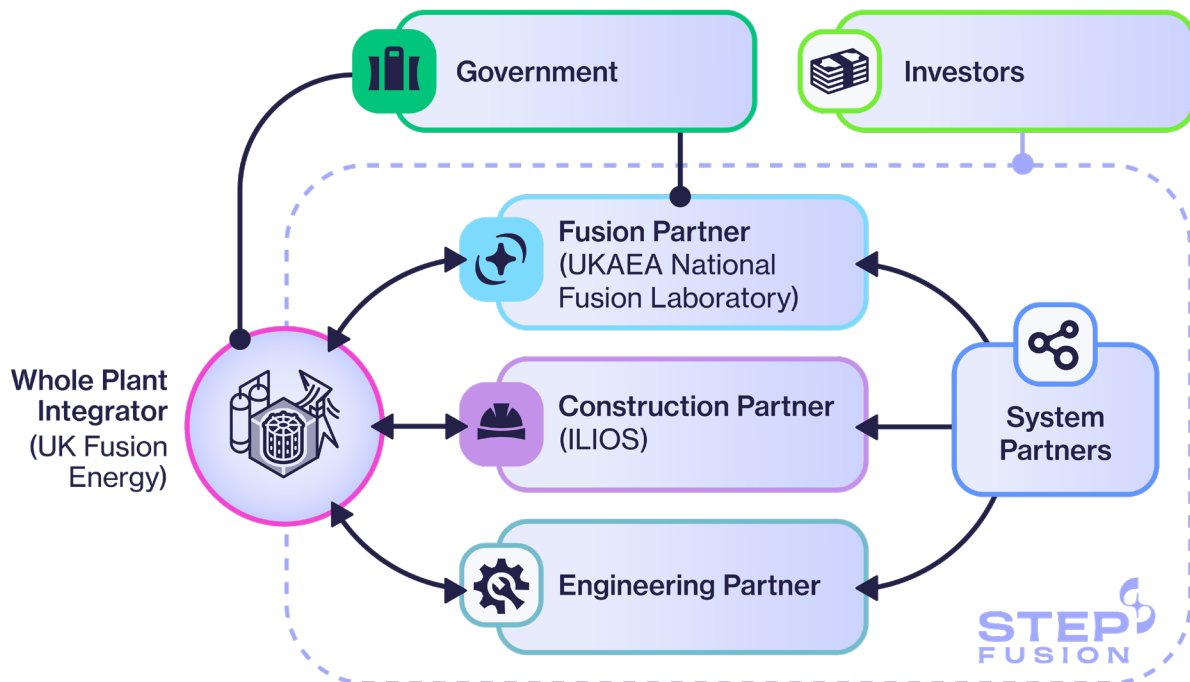 Government
Investors
Fusion Partner
(UKAEA National
Fusion Laboratory)
Whole Plant
Integrator
(UK Fusion
Energy)
Construction Partner
(ILIOS)
System
Partners
Engineering Partner
STEP
FUSION